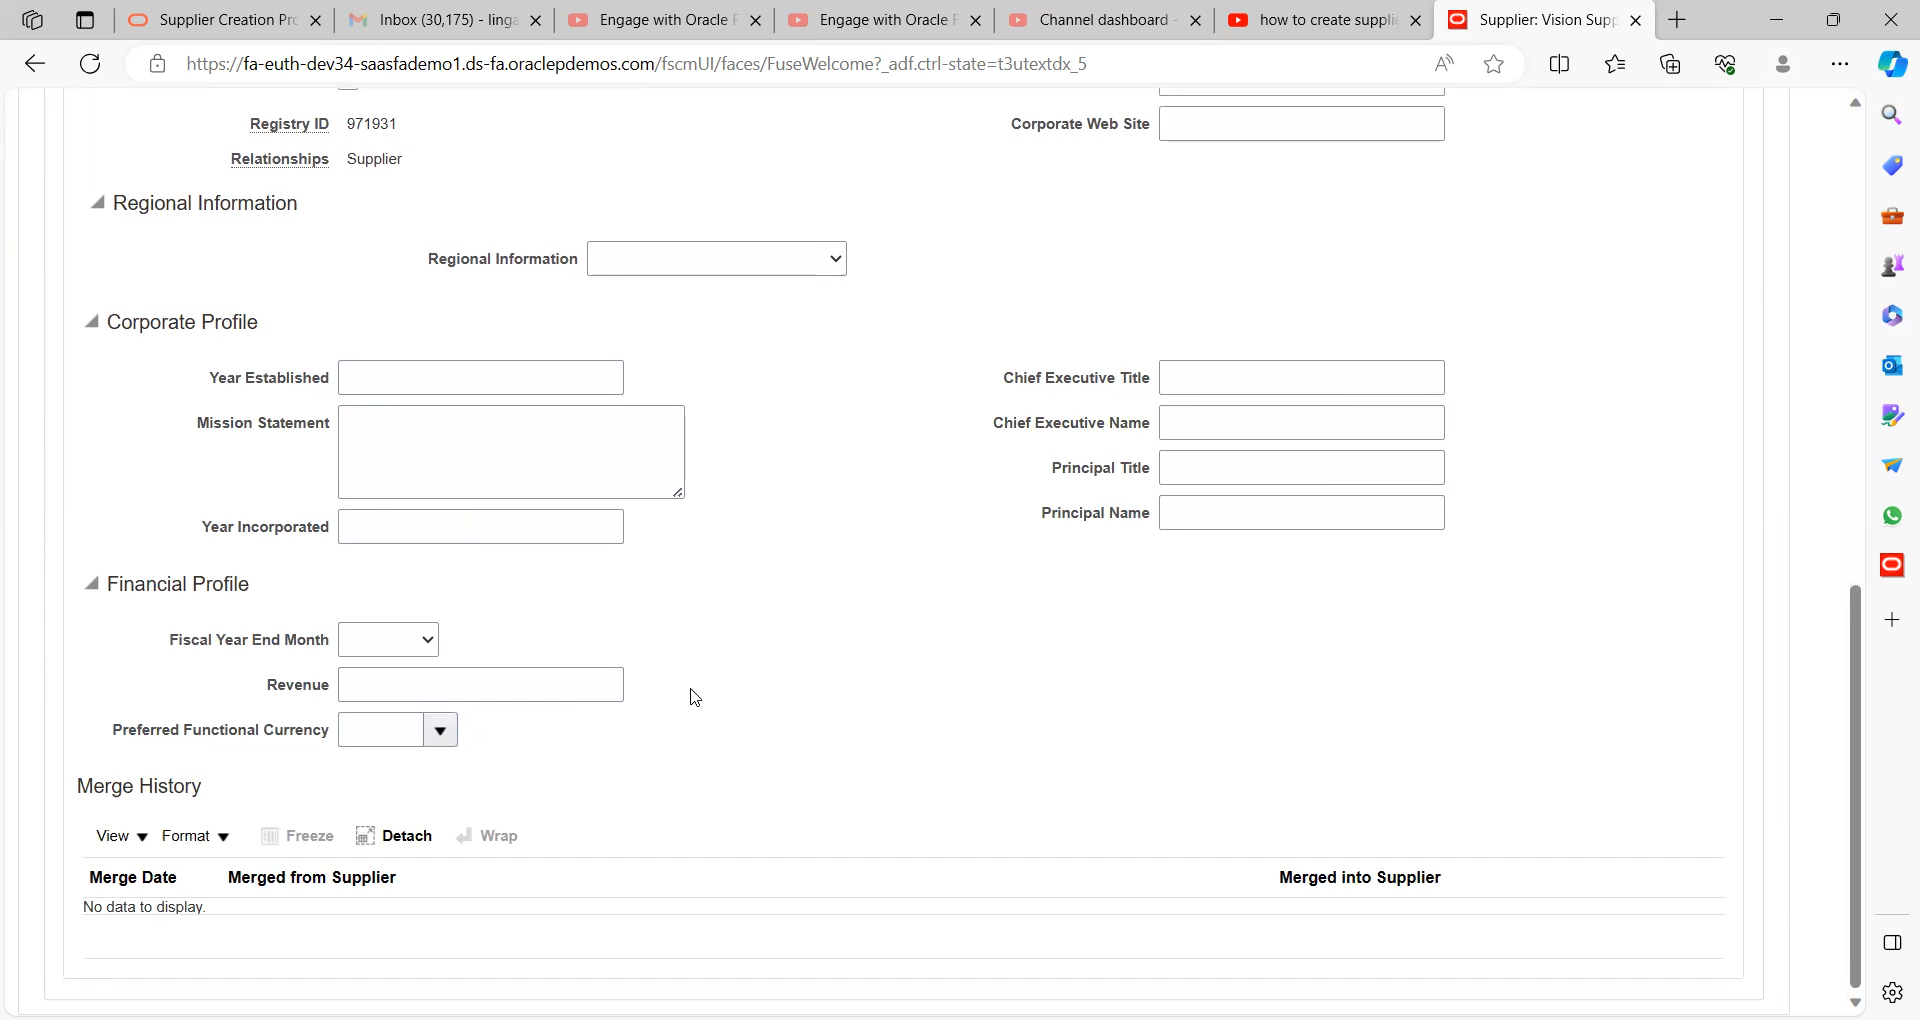 Supplier Creation Pro
Inbox (30,175) - linga
Engage with Oracle F
Engage with Oracle F
Channel dashboard -
how to create supplie
Supplier: Vision Supp
https://fa-euth-dev34-saasfademo1.ds-fa.oraclepdemos.com/fscmUI/faces/FuseWelcome?_adf.ctrl-state=t3utextdx_5
Registry ID 971931
Corporate Web Site
Relationships Supplier
Regional Information
Regional Information
Corporate Profile
Year Established
Chief Executive Title
Mission Statement
Chief Executive Name
Principal Title
Principal Name
Year Incorporated
Financial Profile
Fiscal Year End Month
Revenue
Preferred Functional Currency
Merge History
View Format Freeze Detach Wrap
Merge Date Merged from Supplier Merged into Supplier
No data to display.